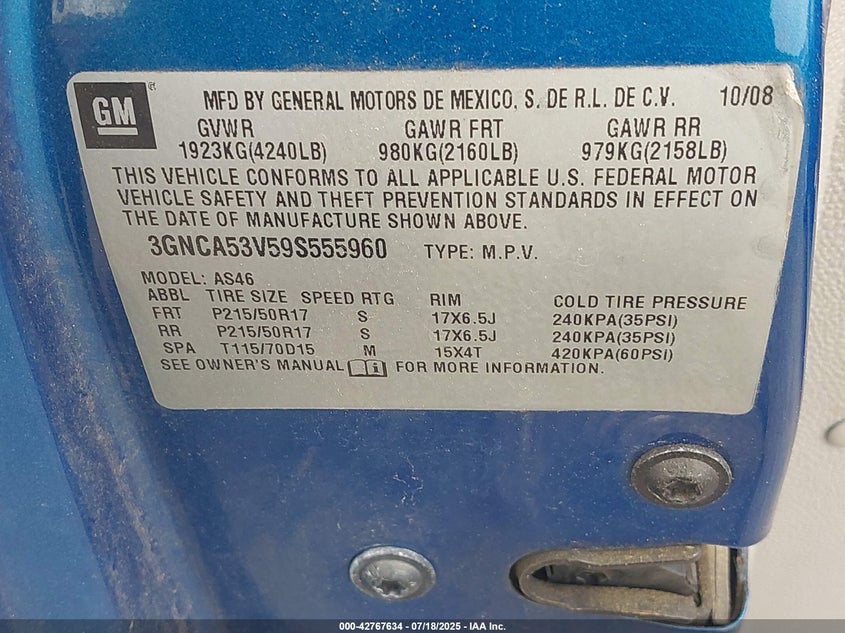 GM ®
MFD BY GENERAL MOTORS DE MEXICO, S. DE R.L. DE C.V. 10/08
GVWR GAWR FRT GAWR RR
1923KG(4240LB) 980KG(2160LB) 979KG(2158LB)
THIS VEHICLE CONFORMS TO ALL APPLICABLE U.S. FEDERAL MOTOR
VEHICLE SAFETY AND THEFT PREVENTION STANDARDS IN EFFECT ON
THE DATE OF MANUFACTURE SHOWN ABOVE.
3GNCA53V59S555960 TYPE: M.P.V.
MODEL: AS46
ABBL TIRE SIZE SPEED RTG RIM COLD TIRE PRESSURE
FRT P215/50R17 S 17X6.5J 240KPA(35PSI)
RR P215/50R17 S 17X6.5J 240KPA(35PSI)
SPA T115/70D15 M 15X4T 420KPA(60PSI)
SEE OWNER'S MANUAL FOR MORE INFORMATION.
000-42767634 - 07/18/2025 - IAA Inc.